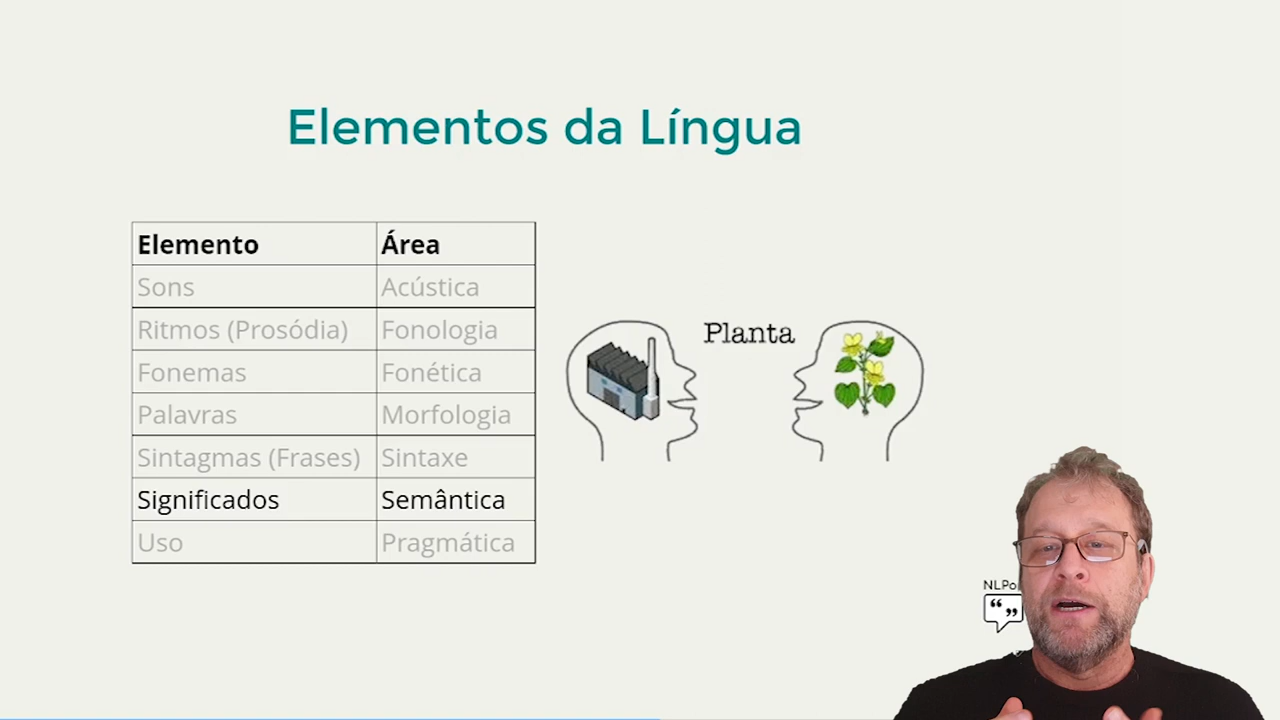 Elementos da Língua
Elemento Área
Sons Acústica
Ritmos (Prosódia) Fonologia
Fonemas Fonética
Palavras Morfologia
Sintagmas (Frases) Sintaxe
Significados Semântica
Uso Pragmática
Planta